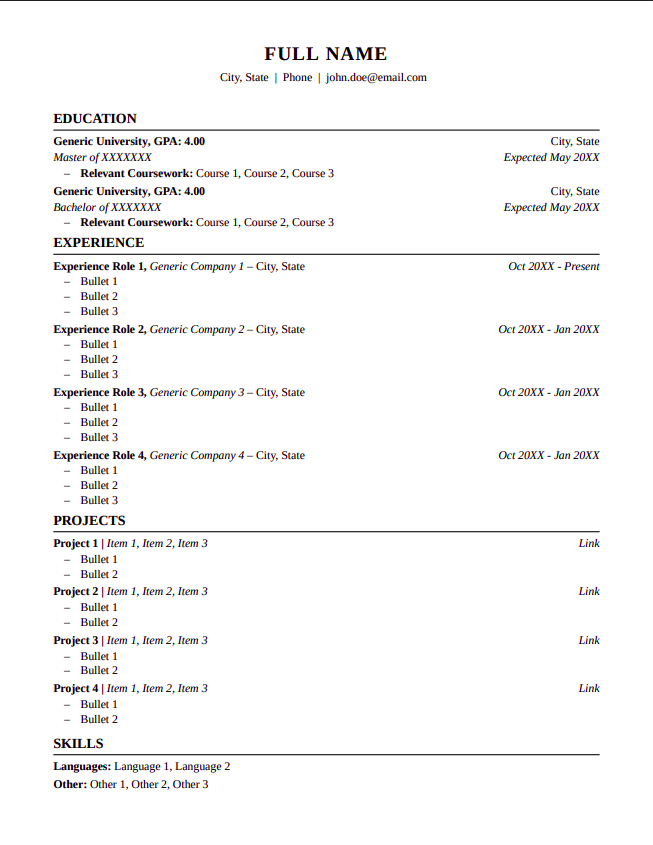 FULL NAME
City, State | Phone | john.doe@email.com
EDUCATION
Generic University, GPA: 4.00 City, State
Master of XXXXXXX Expected May 20XX
– Relevant Coursework: Course 1, Course 2, Course 3
Generic University, GPA: 4.00 City, State
Bachelor of XXXXXXX Expected May 20XX
– Relevant Coursework: Course 1, Course 2, Course 3
EXPERIENCE
Experience Role 1, Generic Company 1 – City, State Oct 20XX - Present
– Bullet 1
– Bullet 2
– Bullet 3
Experience Role 2, Generic Company 2 – City, State Oct 20XX - Jan 20XX
– Bullet 1
– Bullet 2
– Bullet 3
Experience Role 3, Generic Company 3 – City, State Oct 20XX - Jan 20XX
– Bullet 1
– Bullet 2
– Bullet 3
Experience Role 4, Generic Company 4 – City, State Oct 20XX - Jan 20XX
– Bullet 1
– Bullet 2
– Bullet 3
PROJECTS
Project 1 | Item 1, Item 2, Item 3 Link
– Bullet 1
– Bullet 2
Project 2 | Item 1, Item 2, Item 3 Link
– Bullet 1
– Bullet 2
Project 3 | Item 1, Item 2, Item 3 Link
– Bullet 1
– Bullet 2
Project 4 | Item 1, Item 2, Item 3 Link
– Bullet 1
– Bullet 2
SKILLS
Languages: Language 1, Language 2
Other: Other 1, Other 2, Other 3